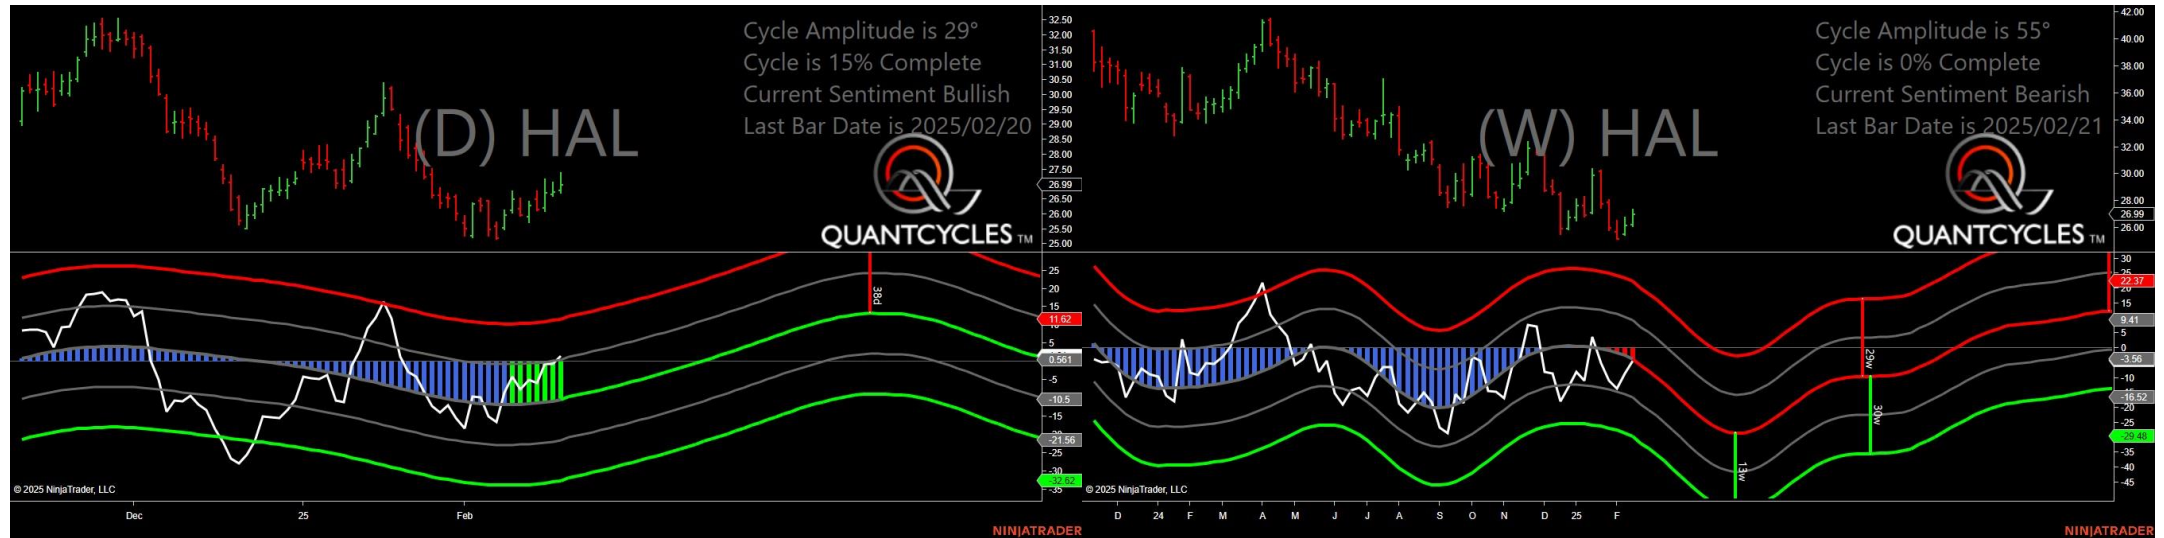 Cycle Amplitude is 29°
Cycle is 15% Complete
Current Sentiment Bullish
Last Bar Date is 2025/02/20
(D) HAL
QUANTCYCLES TM
32.50
32.00
31.50
31.00
30.50
30.00
29.50
29.00
28.50
28.00
27.50
26.99
26.50
26.00
25.50
25.00
38d
25
20
15
11.62
5
0.561
-5
-10.5
-15
-21.56
-25
-30
-32.62
-35
© 2025 NinjaTrader, LLC
Dec
25
Feb
NINJATRADER
Cycle Amplitude is 55°
Cycle is 0% Complete
Current Sentiment Bearish
Last Bar Date is 2025/02/21
(W) HAL
QUANTCYCLES TM
42.00
40.00
38.00
36.00
34.00
32.00
30.00
28.00
26.99
26.00
29w
30w
13w
30
25
22.37
20
15
9.41
5
0
-3.56
-10
-16.52
-20
-25
-29.48
-35
-40
-45
© 2025 NinjaTrader, LLC
D
24
F
M
A
M
J
J
A
S
O
N
D
25
F
NINJATRADER